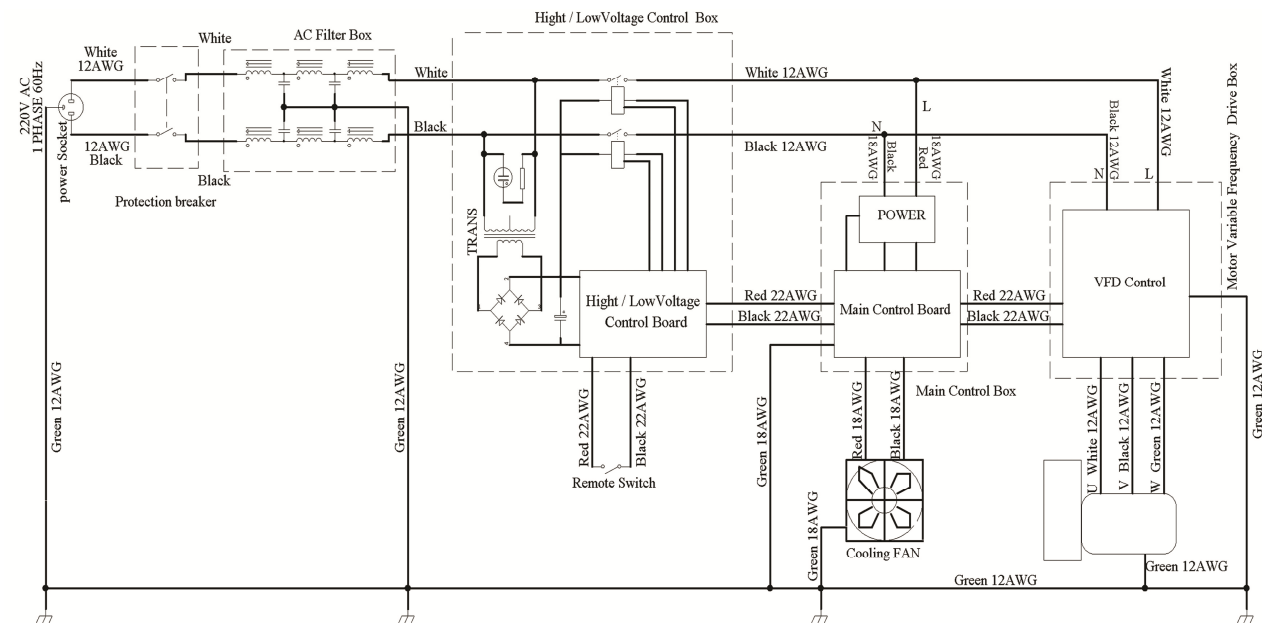 Hight / LowVoltage Control Box
AC Filter Box
White
White
12AWG
White
White 12AWG
220V AC
1 PHASE 60Hz
power Socket
12AWG
Black
Black
Protection breaker
Black
Black 12AWG
L
N
18AWG
Black
Red
18AWG
Black 12AWG
White 12AWG
N
L
Motor Variable Frequency Drive Box
TRANS
POWER
2
1
3
4
Hight / LowVoltage
Control Board
Red 22AWG
Black 22AWG
Main Control Board
Red 22AWG
Black 22AWG
VFD Control
Main Control Box
Green 12AWG
Green 12AWG
Red 22AWG
Black 22AWG
Remote Switch
Green 18AWG
Red 18AWG
Black 18AWG
Green 18AWG
Cooling FAN
U White 12AWG
V Black 12AWG
W Green 12AWG
Green 12AWG
Green 12AWG
Green 12AWG